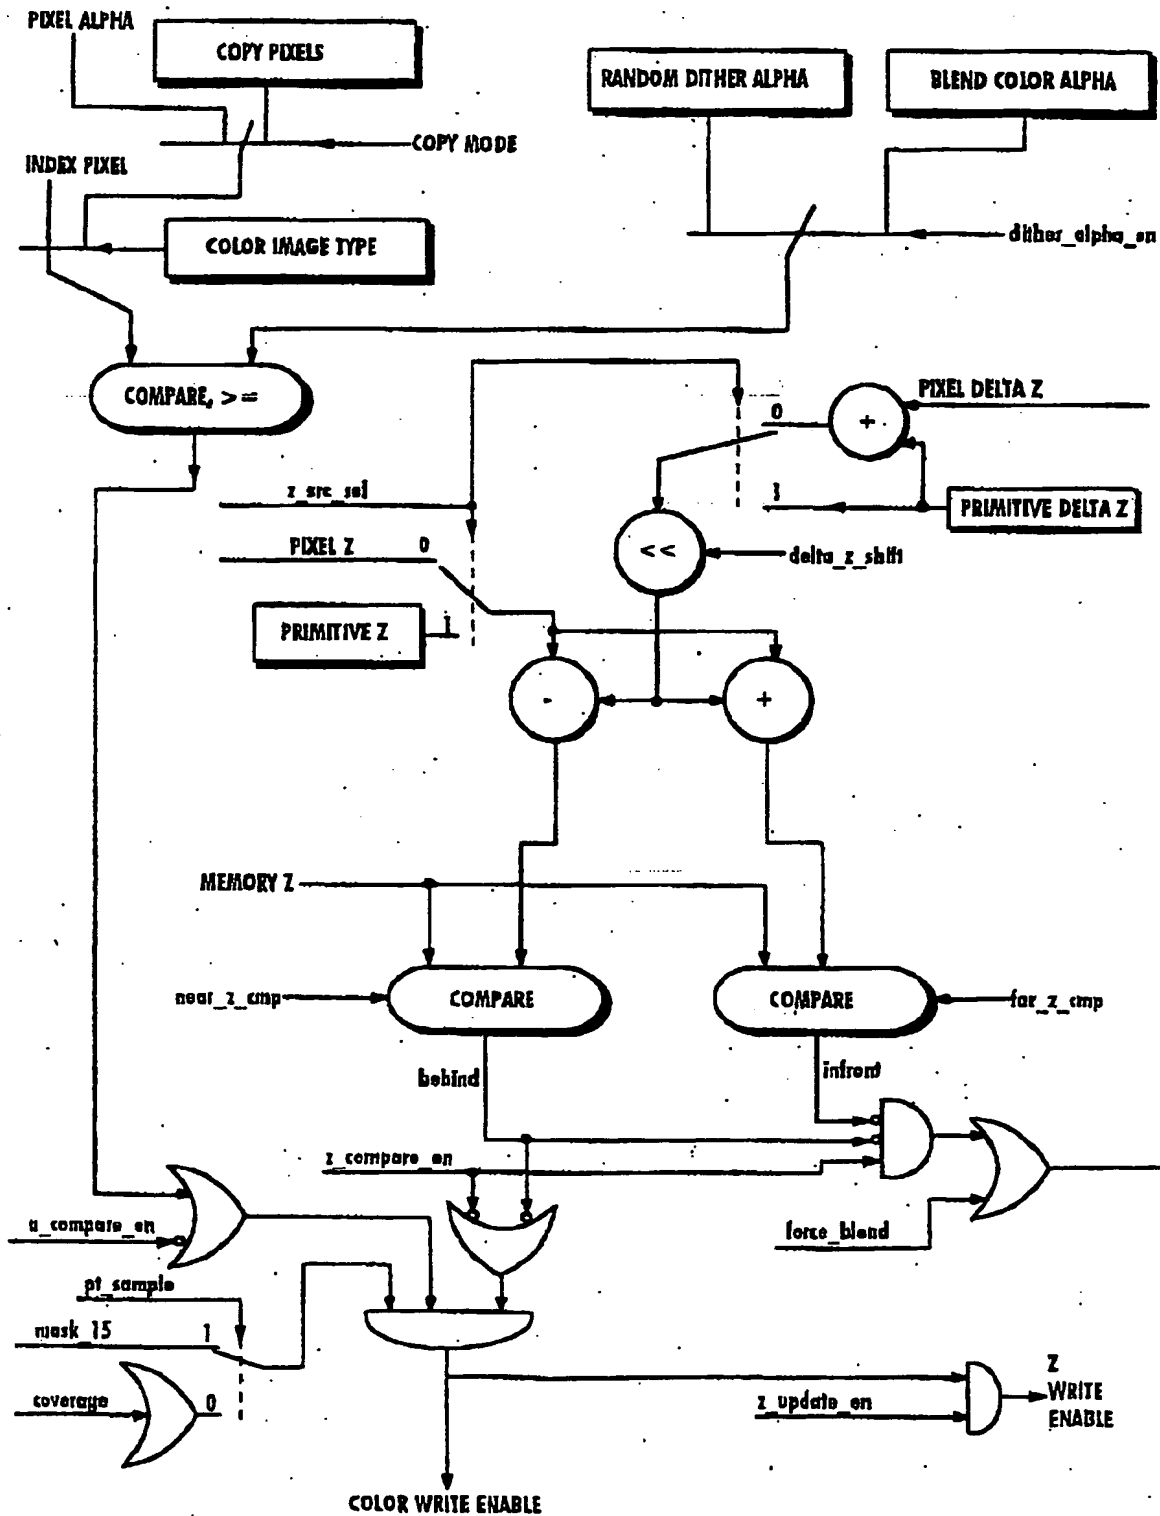 PIXEL ALPHA
COPY PIXELS
RANDOM DITHER ALPHA
BLEND COLOR ALPHA
COPY MODE
INDEX PIXEL
COLOR IMAGE TYPE
dither_alpha_en
COMPARE, >=
PIXEL DELTA Z
0
+
z_src_sel
1
PRIMITIVE DELTA Z
PIXEL Z
0
<<
delta_z_shift
PRIMITIVE Z
1
-
+
MEMORY Z
near_z_cmp
COMPARE
COMPARE
far_z_cmp
behind
infront
z_compare_en
a_compare_en
force_blend
pt_sample
mask_15
1
coverage
0
z_update_en
Z
WRITE
ENABLE
COLOR WRITE ENABLE